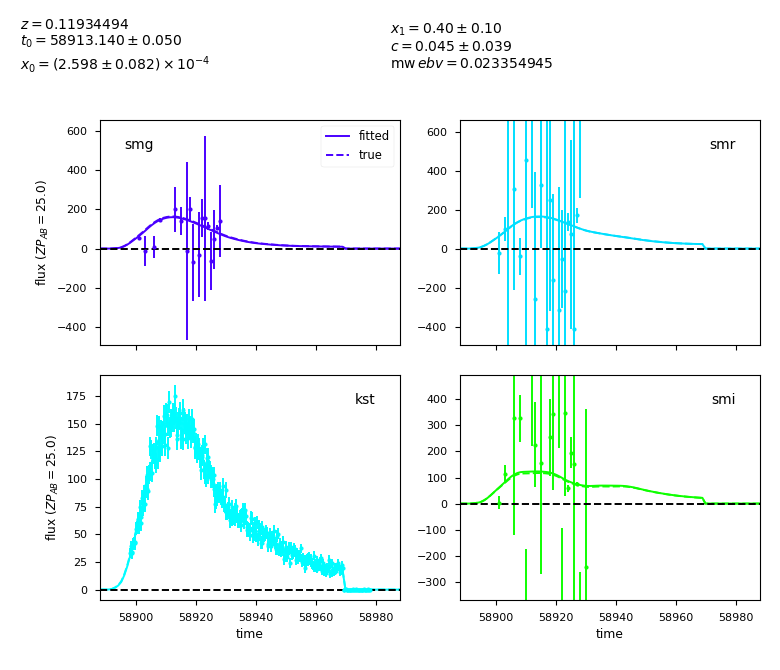 z = 0.11934494
t₀ = 58913.140 ± 0.050
x₀ = (2.598 ± 0.082) × 10⁻⁴
x₁ = 0.40 ± 0.10
c = 0.045 ± 0.039
mw ebv = 0.023354945
smg
fitted
true
600
400
200
0
−200
−400
flux (ZP_AB = 25.0)
smr
600
400
200
0
−200
−400
kst
175
150
125
100
75
50
25
0
flux (ZP_AB = 25.0)
58900 58920 58940 58960 58980
time
smi
400
300
200
100
0
−100
−200
−300
58900 58920 58940 58960 58980
time